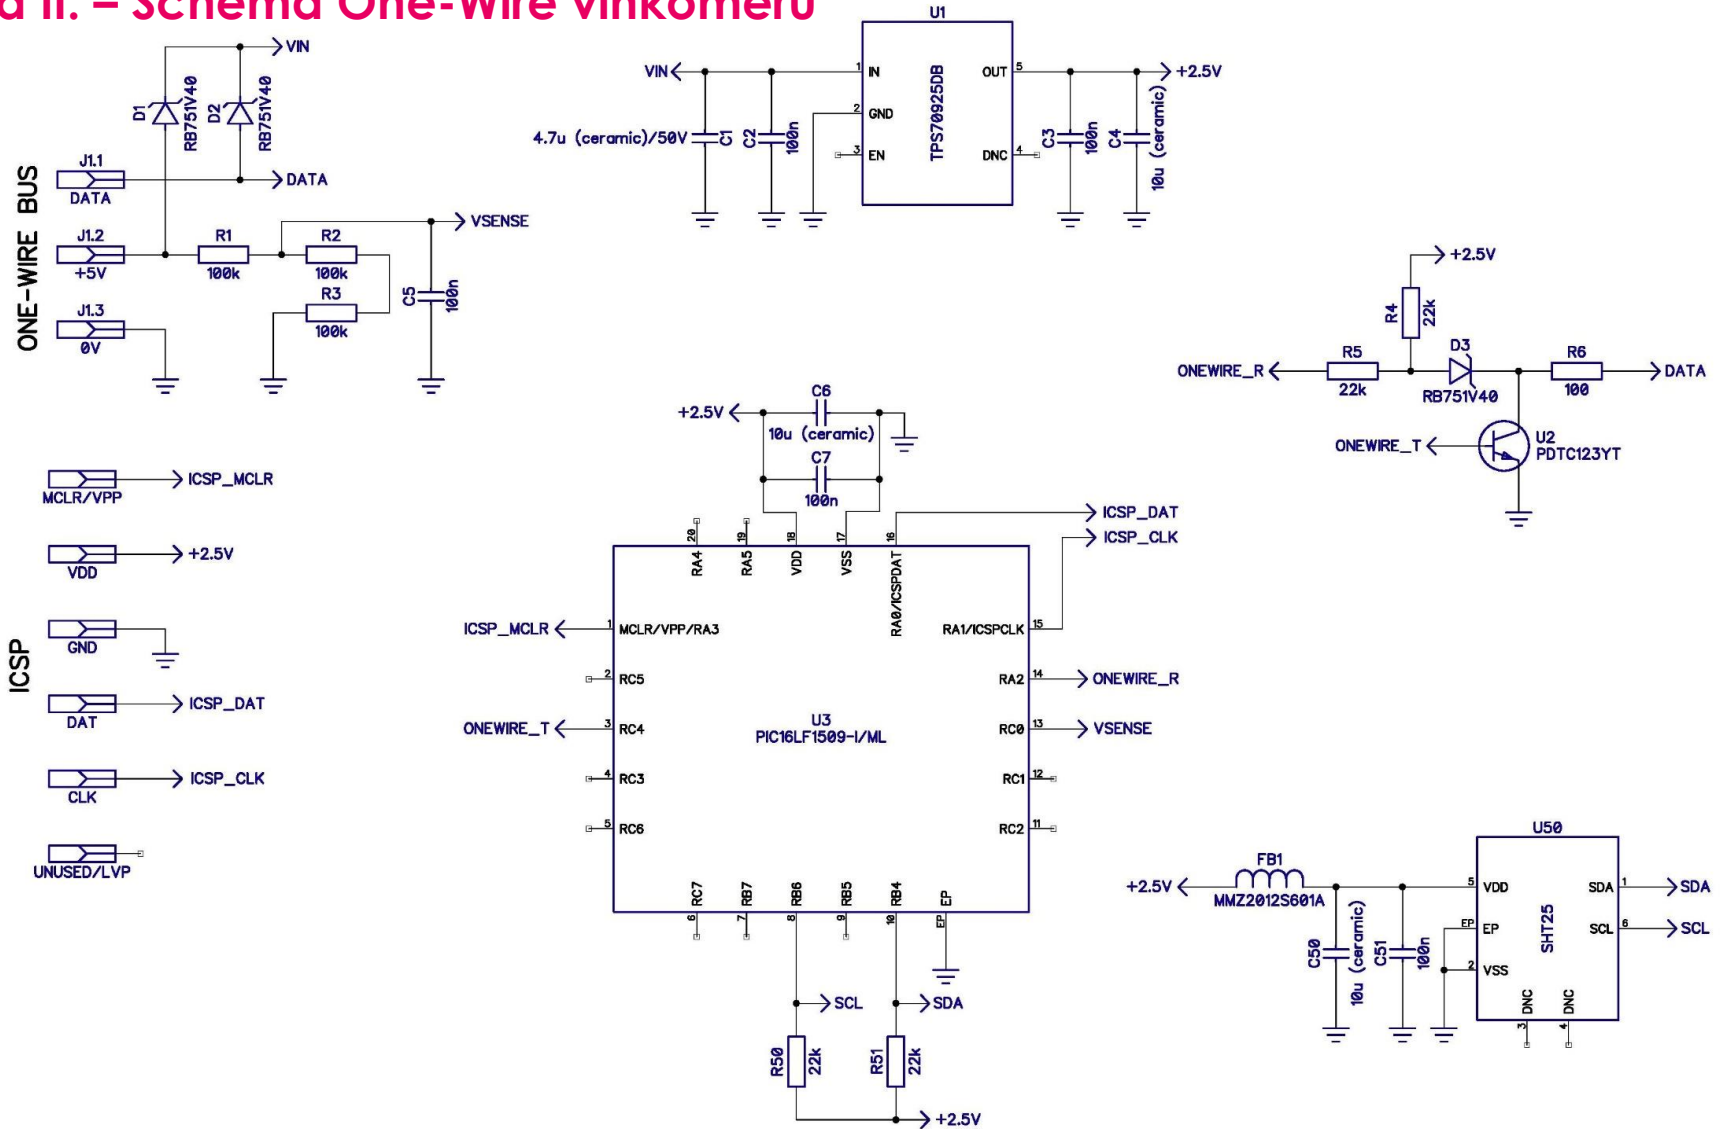 a II. – Schéma One-Wire vlhkoměru
ONE-WIRE BUS
D1
RB751V40
D2
RB751V40
VIN
J1.1
DATA
DATA
J1.2
+5V
R1
100k
R2
100k
R3
100k
VSENSE
C5
100n
J1.3
0V
U1
VIN
4.7u (ceramic)/50V
C1
C2
100n
1
IN
2
GND
3
EN
TPS70925DB
OUT
5
DNC
4
+2.5V
C3
100n
C4
10u (ceramic)
+2.5V
R4
22k
ONEWIRE_R
R5
22k
D3
RB751V40
R6
100
DATA
ONEWIRE_T
U2
PDTC123YT
ICSP
MCLR/VPP
ICSP_MCLR
VDD
+2.5V
GND
DAT
ICSP_DAT
CLK
ICSP_CLK
UNUSED/LVP
+2.5V
C6
10u (ceramic)
C7
100n
ICSP_DAT
ICSP_CLK
20
19
18
17
16
RA4
RA5
VDD
VSS
RA0/ICSPDAT
ICSP_MCLR
1
MCLR/VPP/RA3
RA1/ICSPCLK
15
2
RC5
RA2
14
ONEWIRE_R
ONEWIRE_T
3
RC4
U3
PIC16LF1509-I/ML
RC0
13
VSENSE
4
RC3
RC1
12
5
RC6
RC2
11
RC7
RB7
RB6
RB5
RB4
EP
6
7
8
9
10
EP
SCL
SDA
R50
22k
R51
22k
+2.5V
U50
+2.5V
FB1
MMZ2012S601A
C50
10u (ceramic)
C51
100n
5
VDD
EP
EP
2
VSS
SHT25
SDA
1
SDA
SCL
6
SCL
DNC
DNC
3
4